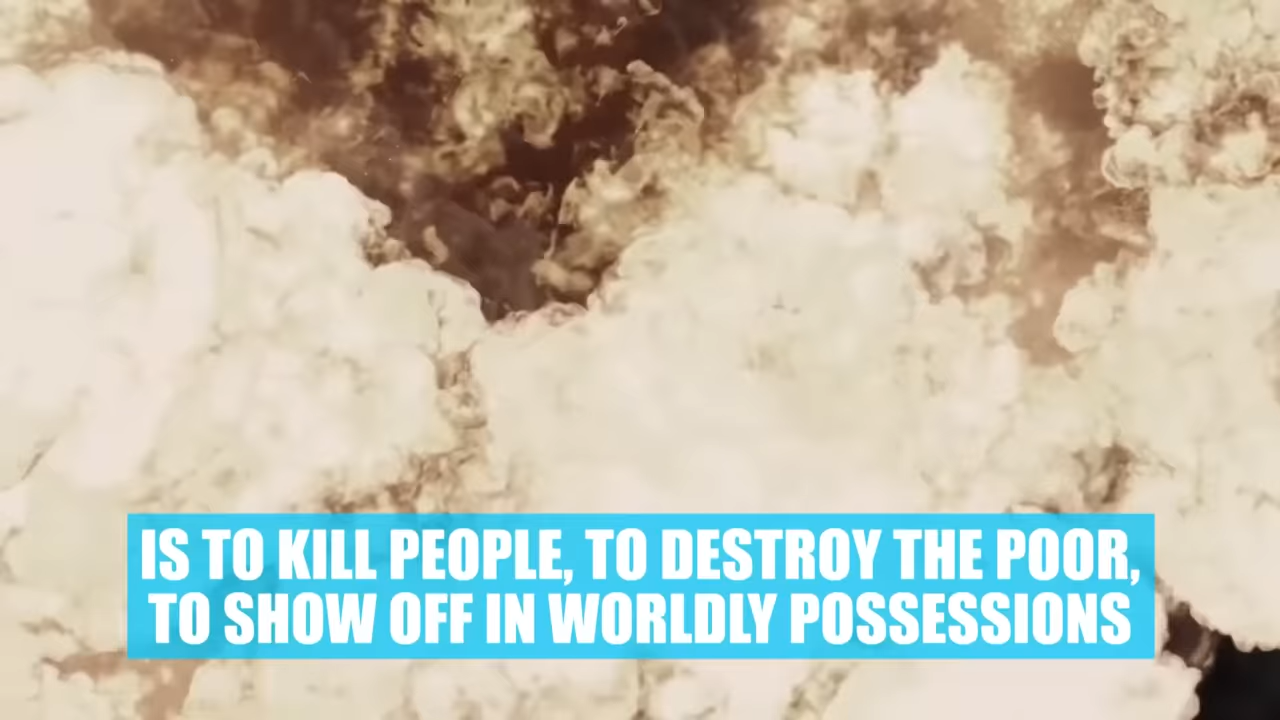 IS TO KILL PEOPLE, TO DESTROY THE POOR,
TO SHOW OFF IN WORLDLY POSSESSIONS